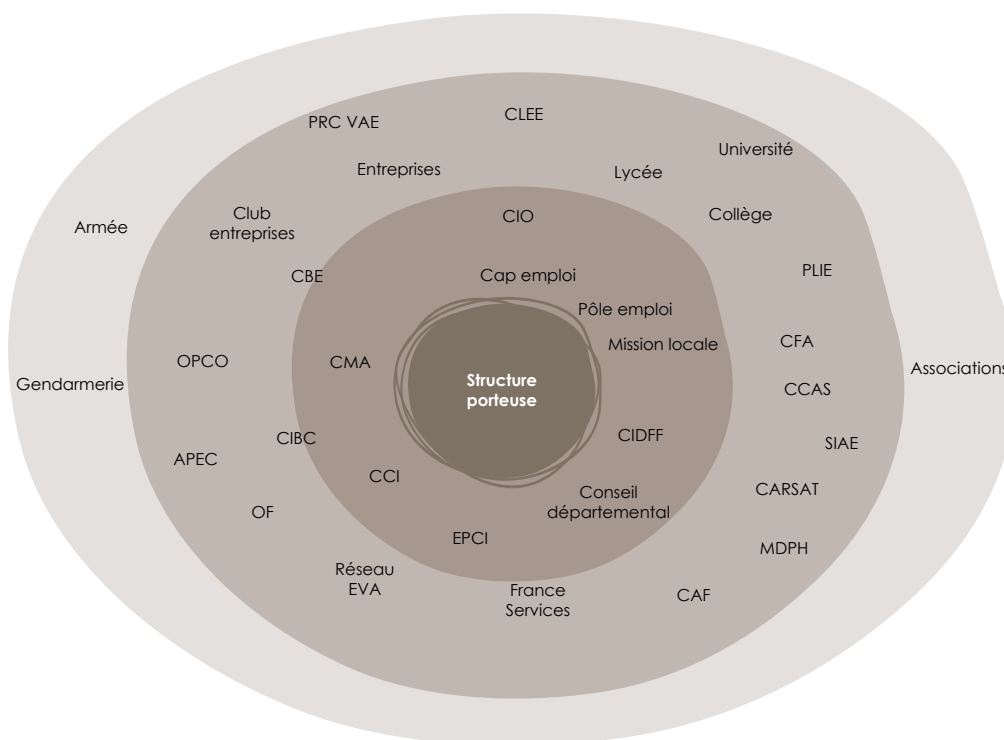 CLEE
PRC VAE
Université
Entreprises
Lycée
Club
entreprises
CIO
Collège
Armée
CBE
Cap emploi
PLIE
Pôle emploi
Mission locale
CFA
OPCO
CMA
Associations
Gendarmerie
Structure
porteuse
CCAS
CIBC
CIDFF
SIAE
APEC
CCI
CARSAT
OF
Conseil
départemental
EPCI
MDPH
Réseau
EVA
France
Services
CAF